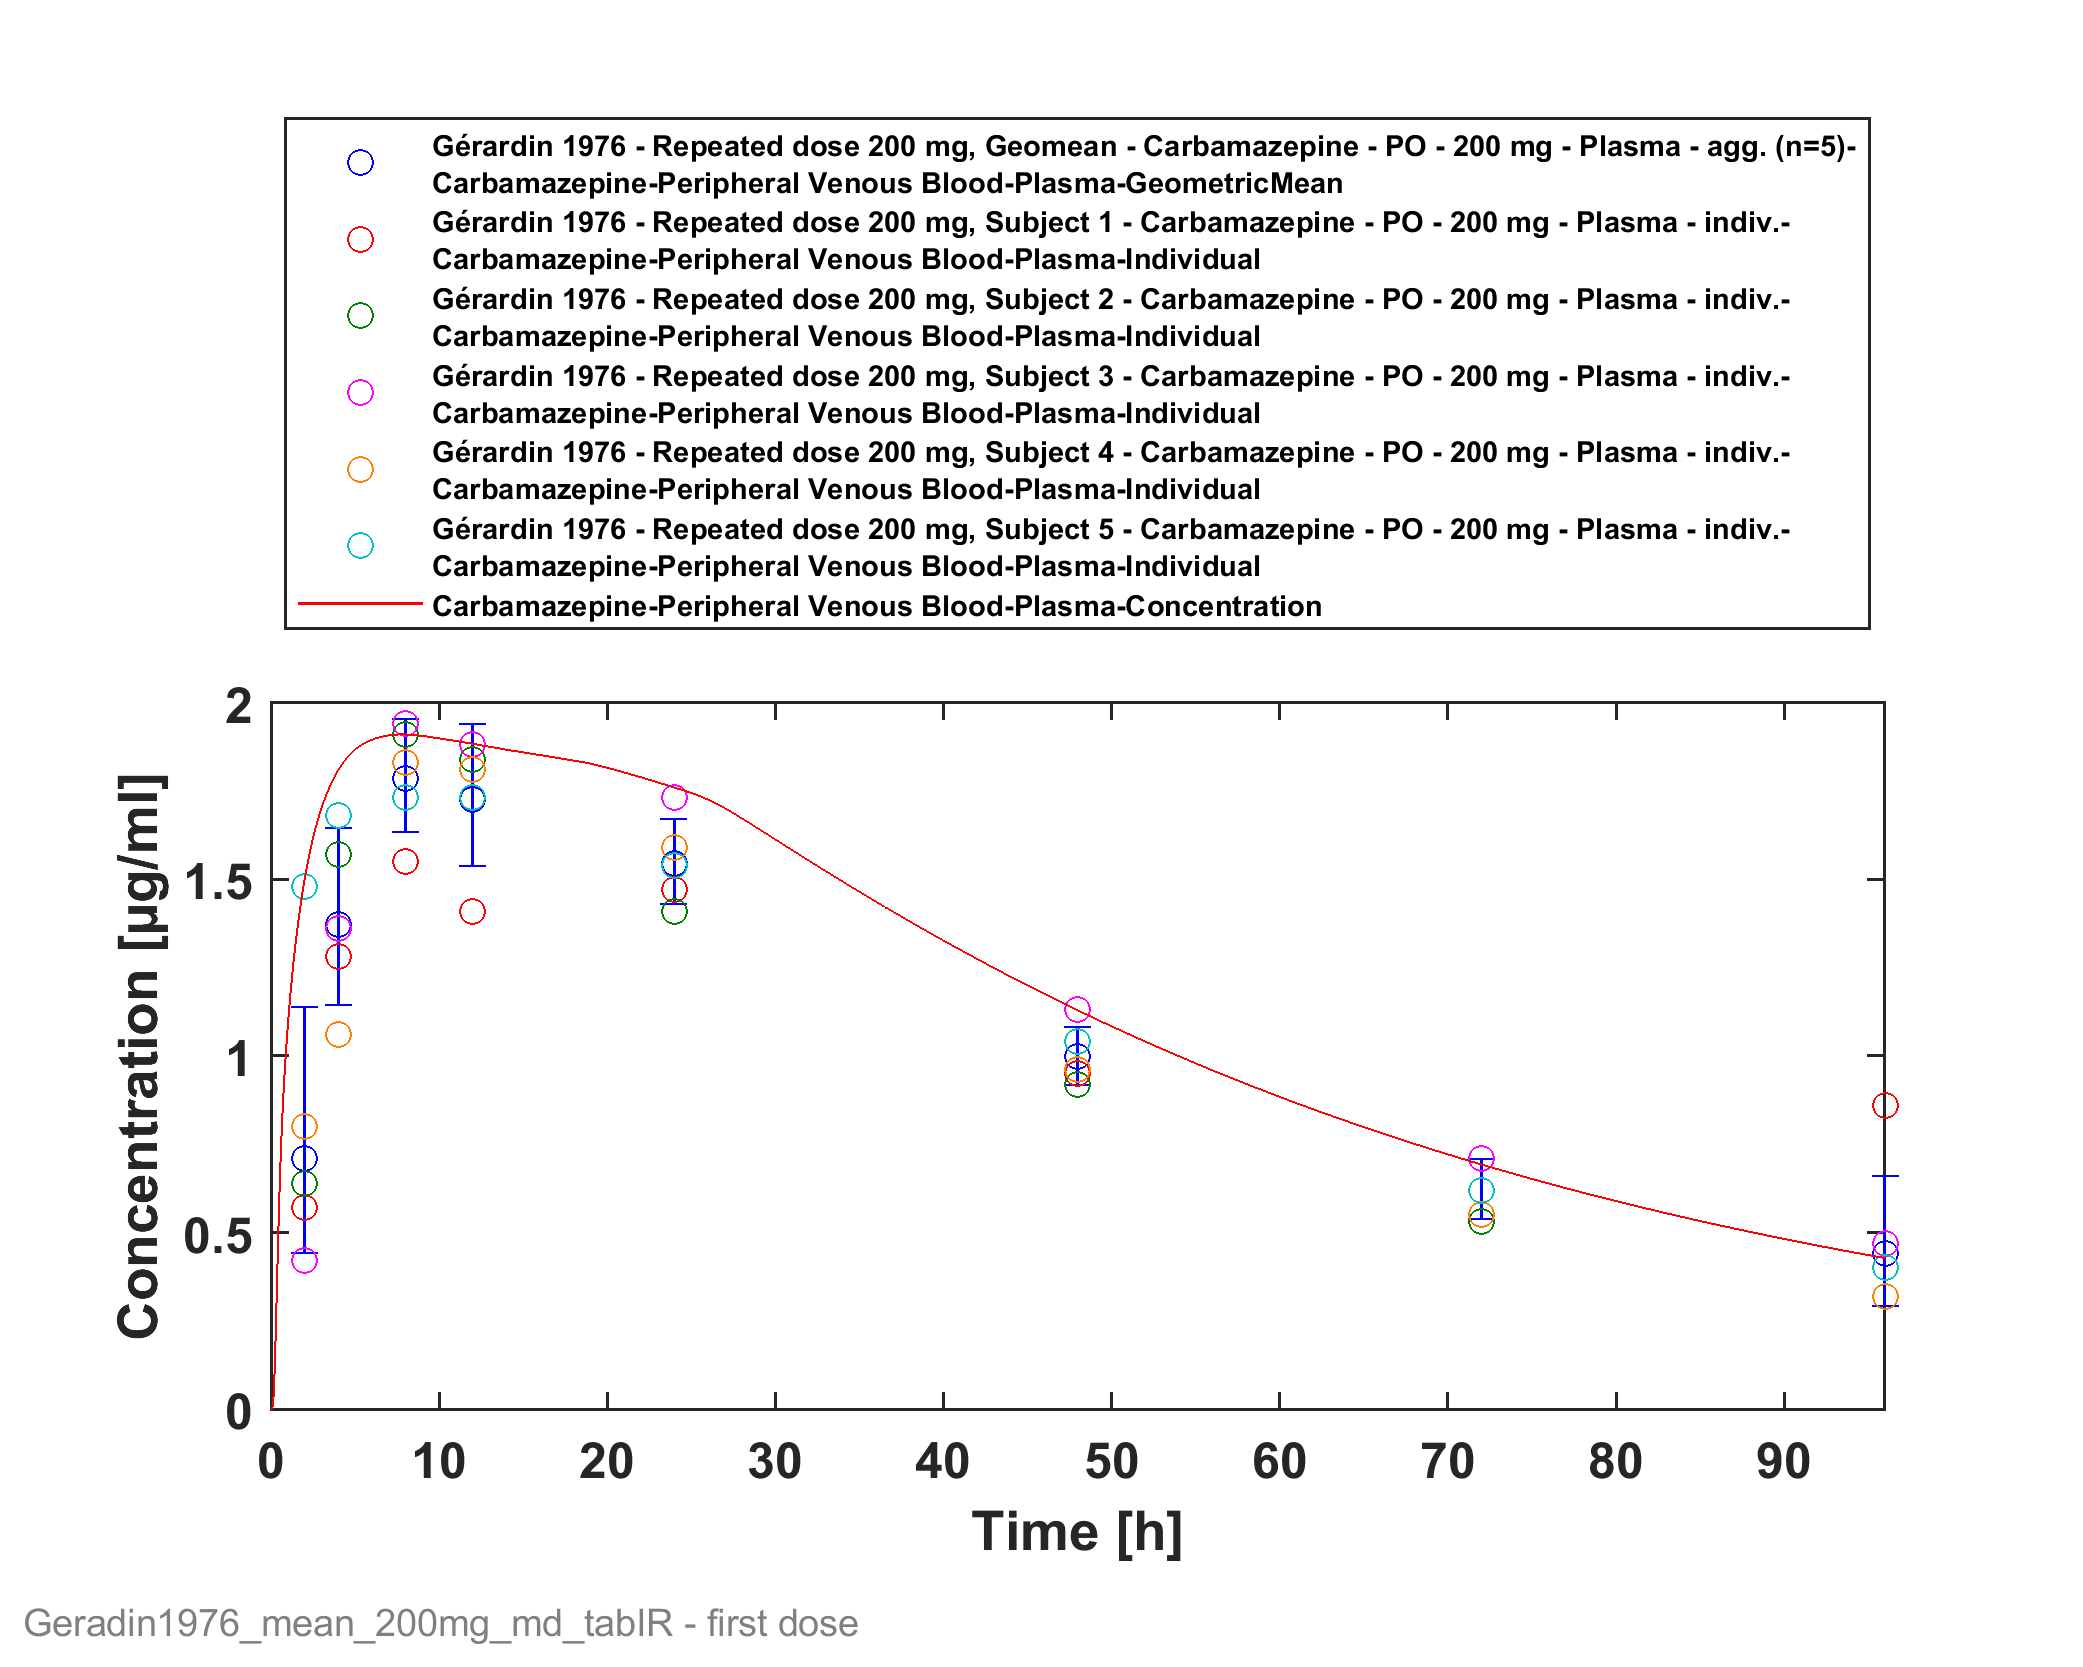 Gérardin 1976 - Repeated dose 200 mg, Geomean - Carbamazepine - PO - 200 mg - Plasma - agg. (n=5)-
Carbamazepine-Peripheral Venous Blood-Plasma-GeometricMean
Gérardin 1976 - Repeated dose 200 mg, Subject 1 - Carbamazepine - PO - 200 mg - Plasma - indiv.-
Carbamazepine-Peripheral Venous Blood-Plasma-Individual
Gérardin 1976 - Repeated dose 200 mg, Subject 2 - Carbamazepine - PO - 200 mg - Plasma - indiv.-
Carbamazepine-Peripheral Venous Blood-Plasma-Individual
Gérardin 1976 - Repeated dose 200 mg, Subject 3 - Carbamazepine - PO - 200 mg - Plasma - indiv.-
Carbamazepine-Peripheral Venous Blood-Plasma-Individual
Gérardin 1976 - Repeated dose 200 mg, Subject 4 - Carbamazepine - PO - 200 mg - Plasma - indiv.-
Carbamazepine-Peripheral Venous Blood-Plasma-Individual
Gérardin 1976 - Repeated dose 200 mg, Subject 5 - Carbamazepine - PO - 200 mg - Plasma - indiv.-
Carbamazepine-Peripheral Venous Blood-Plasma-Individual
Carbamazepine-Peripheral Venous Blood-Plasma-Concentration
2
1.5
1
0.5
0
Concentration [µg/ml]
0 10 20 30 40 50 60 70 80 90
Time [h]
Geradin1976_mean_200mg_md_tabIR - first dose